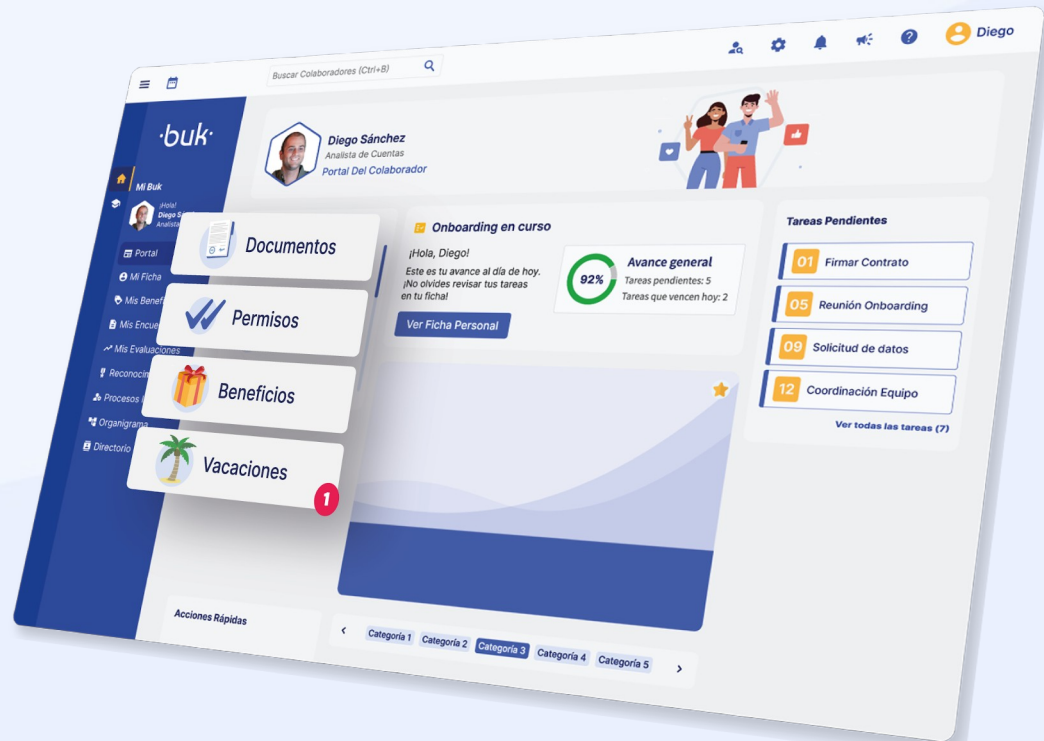 Buscar Colaboradores (Ctrl+B)
Diego
·buk·
Mi Buk
¡Hola!
Diego
Analista
Portal
Mi Ficha
Mis
Mis
Mis Evaluaciones
Procesos
Organigrama
Directorio
Diego Sánchez
Analista de Cuentas
Portal Del Colaborador
Documentos
Permisos
Beneficios
Vacaciones
1
Onboarding en curso
¡Hola, Diego!
Este es tu avance al día de hoy.
¡No olvides revisar tus tareas
en tu ficha!
Ver Ficha Personal
92%
Avance general
Tareas pendientes: 5
Tareas que vencen hoy: 2
Tareas Pendientes
01 Firmar Contrato
05 Reunión Onboarding
09 Solicitud de datos
12 Coordinación Equipo
Ver todas las tareas (7)
Acciones Rápidas
Categoría 1 Categoría 2 Categoría 3 Categoría 4 Categoría 5